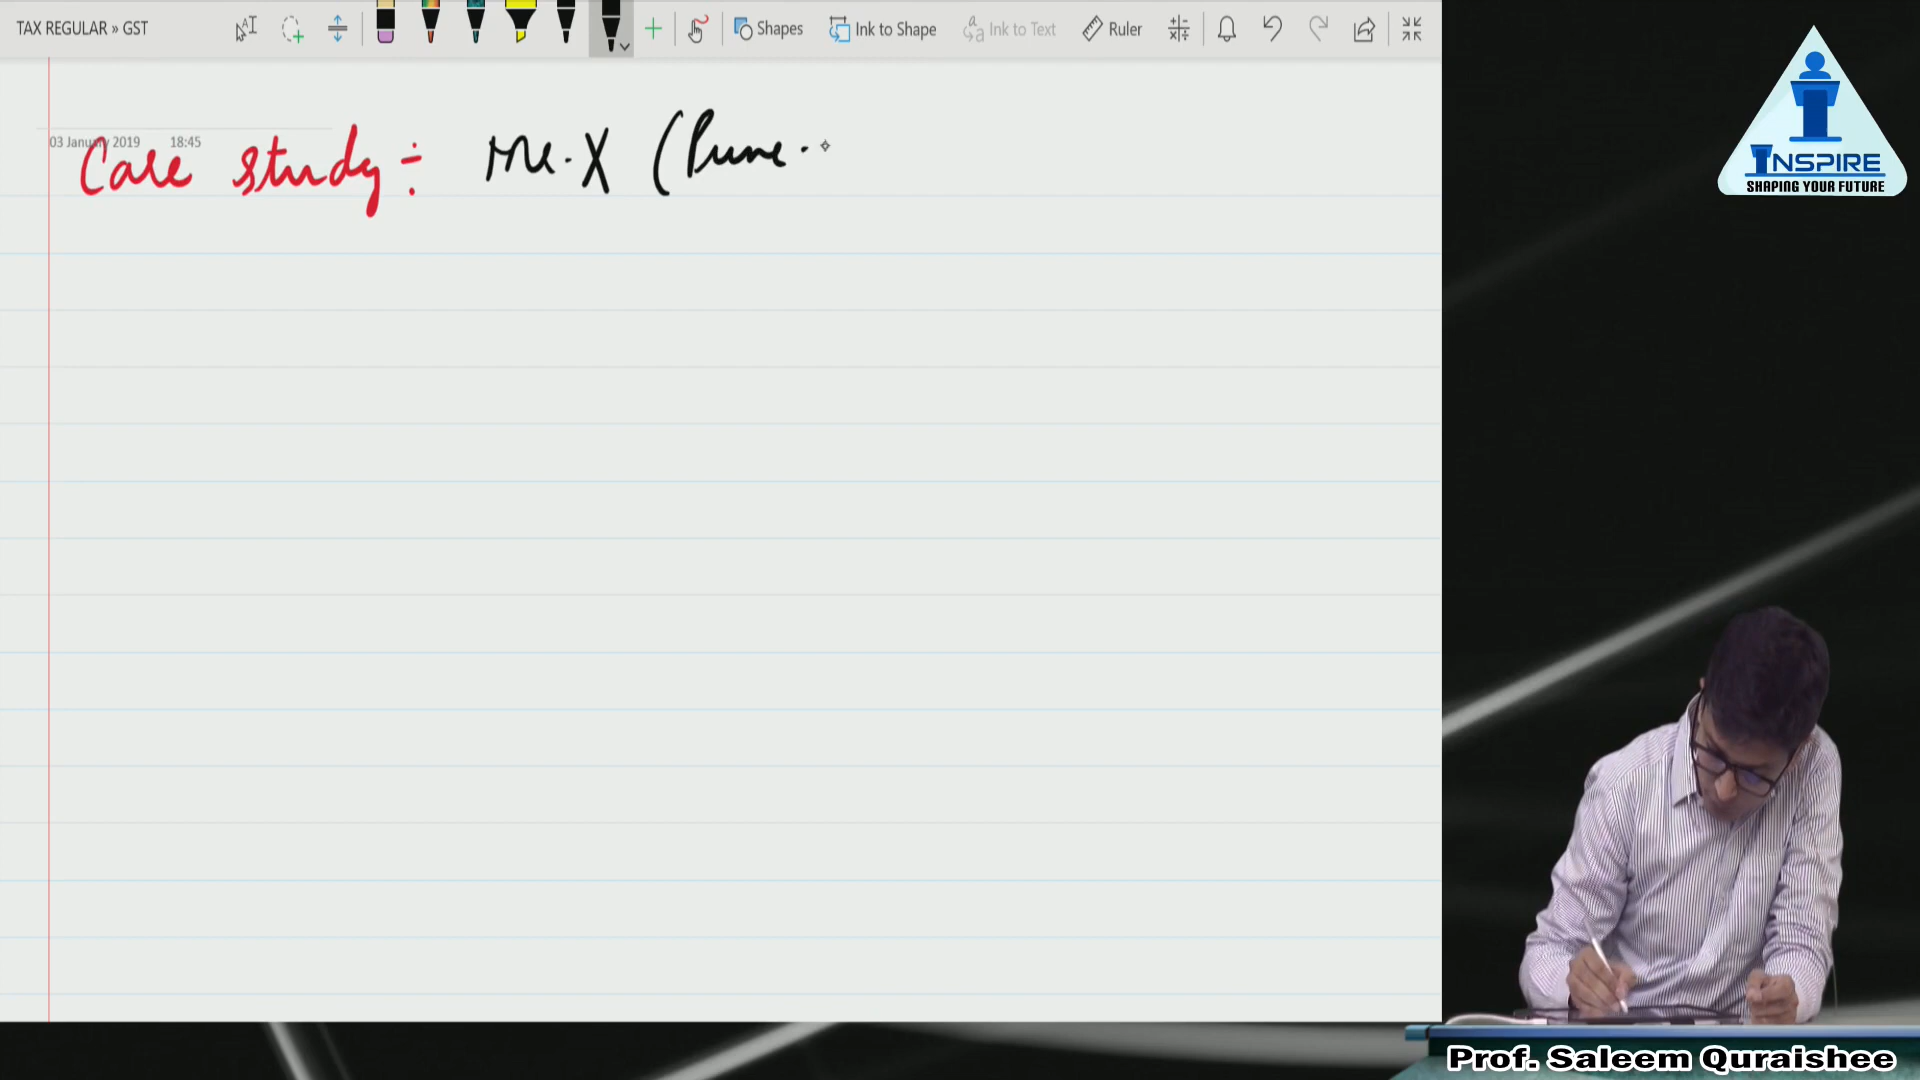 TAX REGULAR » GST
Shapes
Ink to Shape
Ink to Text
Ruler
03 January 2019 18:45
Case study ÷ Mr. X (Pune.
INSPIRE
SHAPING YOUR FUTURE
Prof. Saleem Quraishee